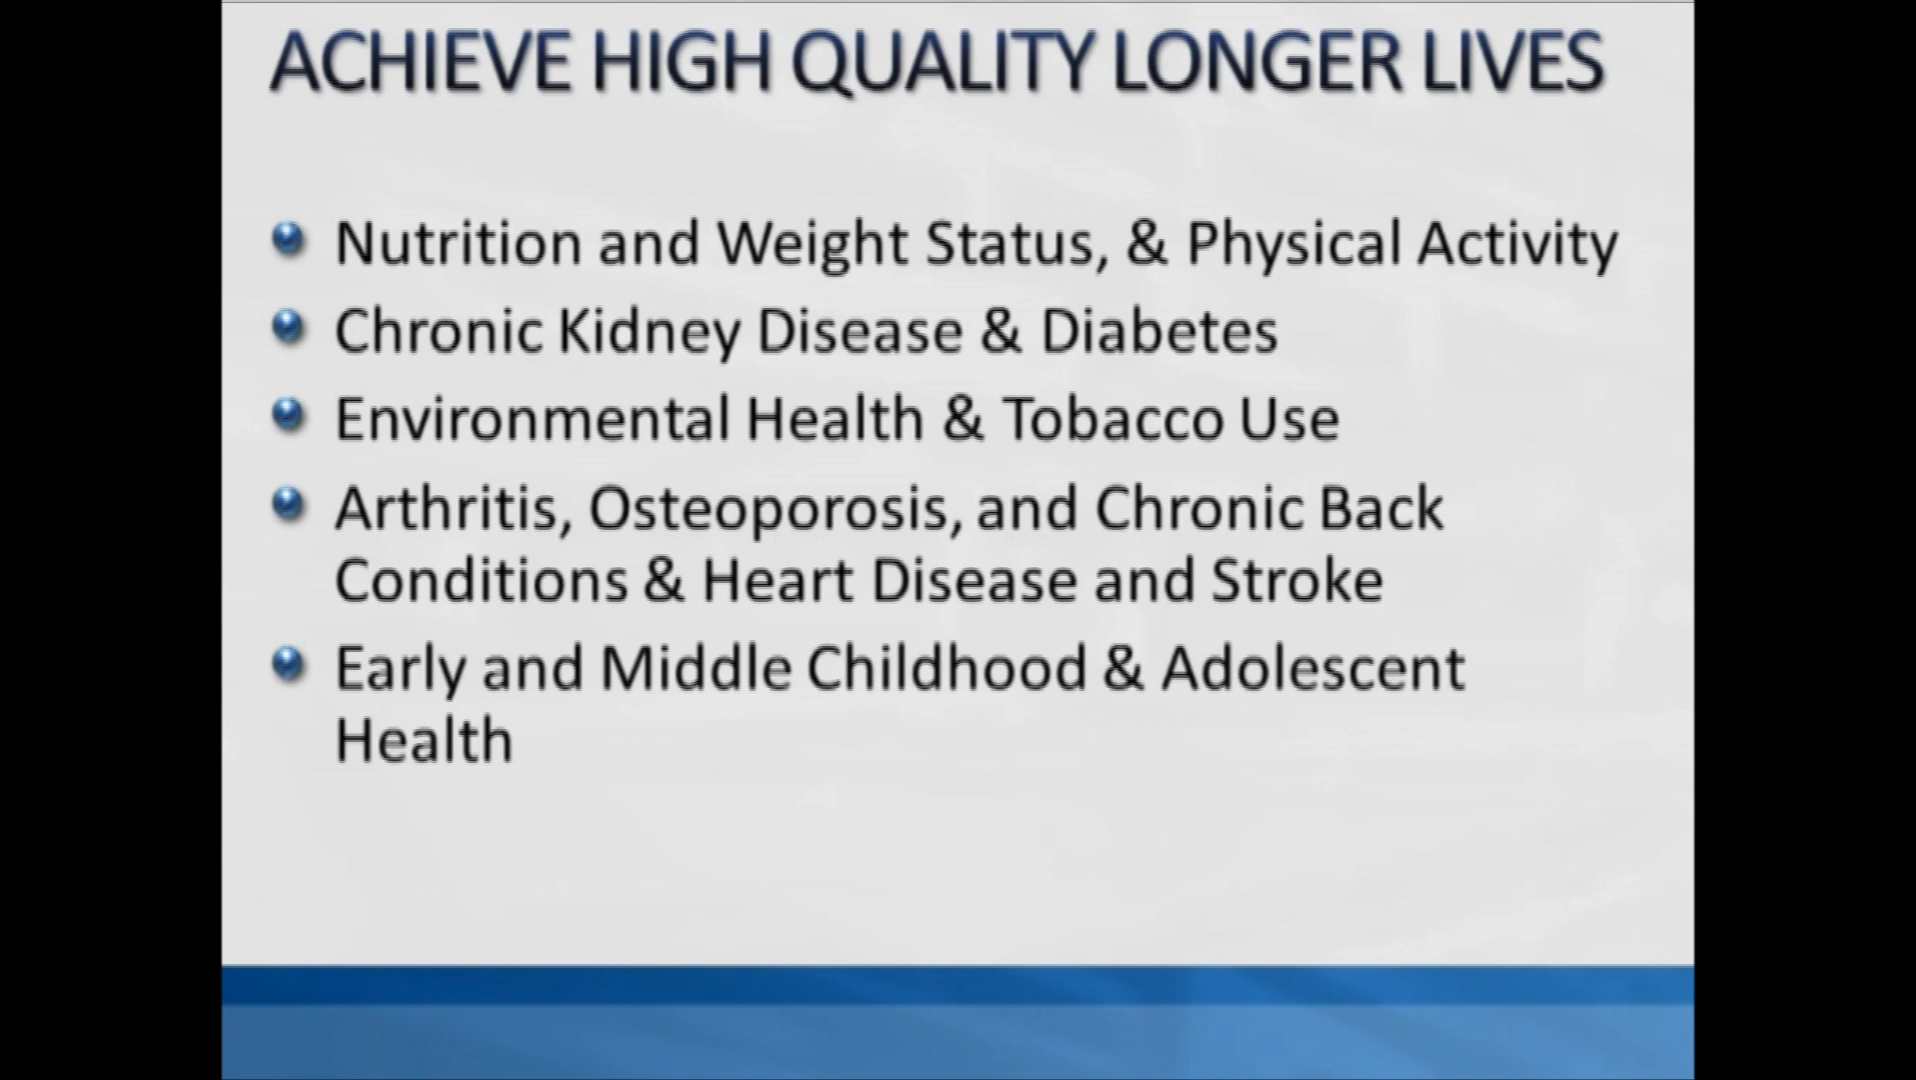 ACHIEVE HIGH QUALITY LONGER LIVES
Nutrition and Weight Status, & Physical Activity
Chronic Kidney Disease & Diabetes
Environmental Health & Tobacco Use
Arthritis, Osteoporosis, and Chronic Back
Conditions & Heart Disease and Stroke
Early and Middle Childhood & Adolescent
Health